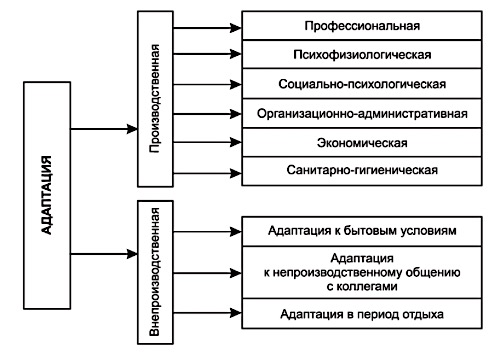 АДАПТАЦИЯ
Производственная
Профессиональная
Психофизиологическая
Социально-психологическая
Организационно-административная
Экономическая
Санитарно-гигиеническая
Внепроизводственная
Адаптация к бытовым условиям
Адаптация
к непроизводственному общению
с коллегами
Адаптация в период отдыха